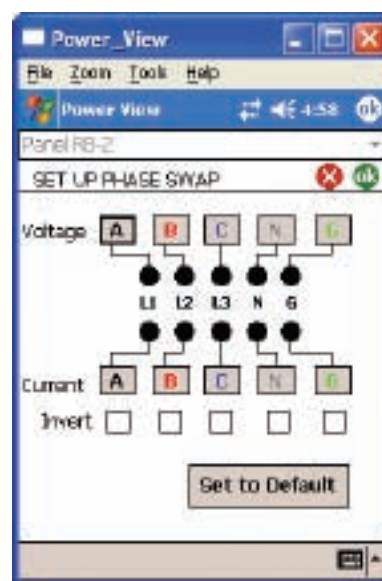 Power_View
File Zoom Tools Help
Power View 4:58 ok
Panel RB-2
SET UP PHASE SWAP ok
Voltage A B C N G
L1 L2 L3 N G
Current A B C N G
Invert
Set to Default